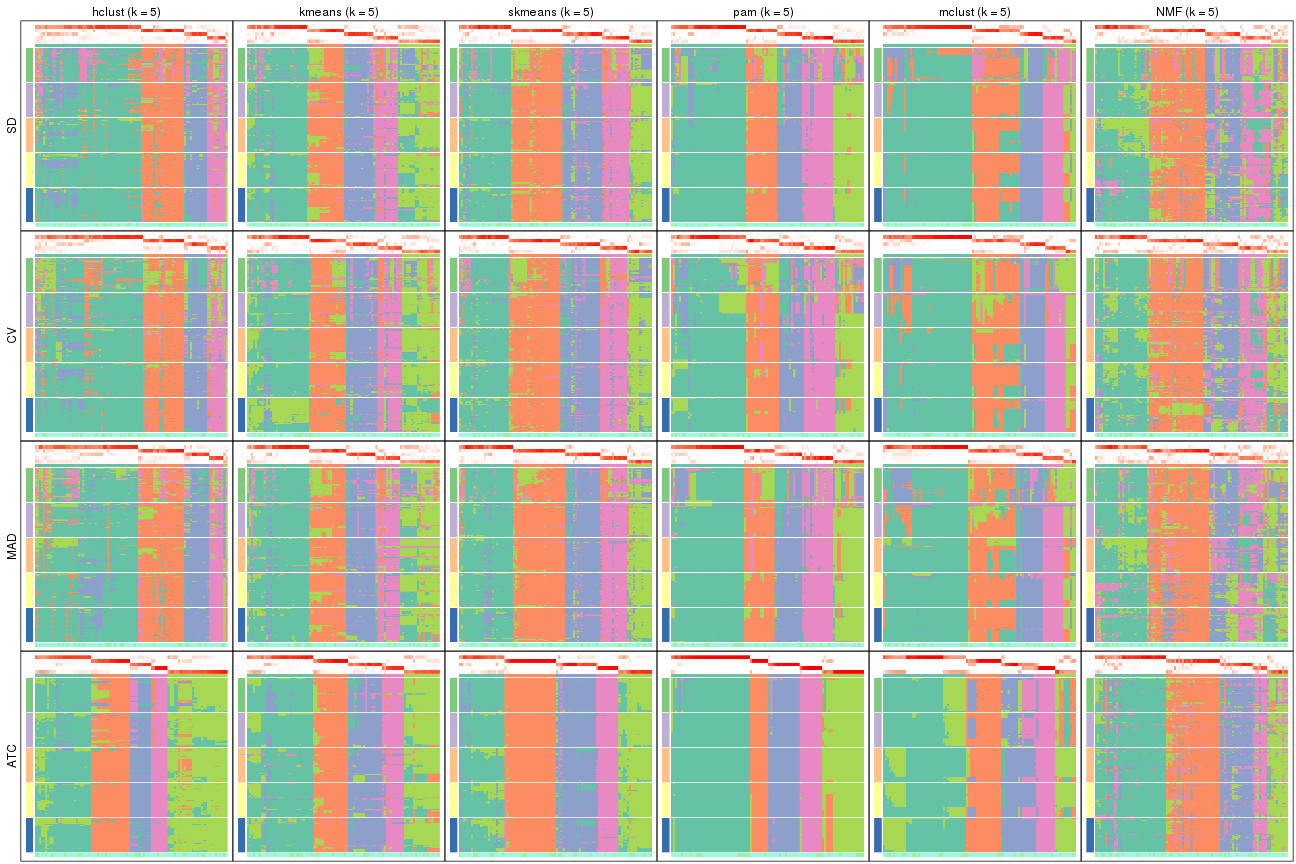 hclust (k = 5)
kmeans (k = 5)
skmeans (k = 5)
pam (k = 5)
mclust (k = 5)
NMF (k = 5)
SD
CV
MAD
ATC